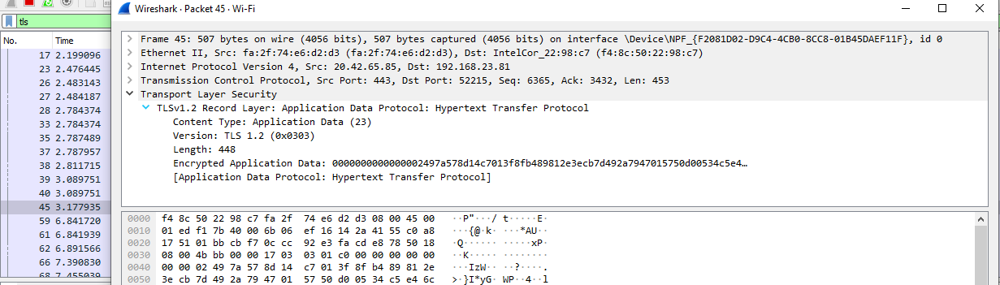 Wireshark · Packet 45 · Wi-Fi
tls
No. Time
17 2.199096
23 2.476445
26 2.483143
27 2.484187
28 2.784374
33 2.784374
35 2.787489
37 2.787957
38 2.811715
39 3.089751
40 3.089751
45 3.177935
59 6.841720
61 6.841939
62 6.891566
66 7.390830
68 7.455039
Frame 45: 507 bytes on wire (4056 bits), 507 bytes captured (4056 bits) on interface \Device\NPF_{F2081D02-D9C4-4CB0-8CC8-01B45DAEF11F}, id 0
Ethernet II, Src: fa:2f:74:e6:d2:d3 (fa:2f:74:e6:d2:d3), Dst: IntelCor_22:98:c7 (f4:8c:50:22:98:c7)
Internet Protocol Version 4, Src: 20.42.65.85, Dst: 192.168.23.81
Transmission Control Protocol, Src Port: 443, Dst Port: 52215, Seq: 6365, Ack: 3432, Len: 453
Transport Layer Security
TLSv1.2 Record Layer: Application Data Protocol: Hypertext Transfer Protocol
Content Type: Application Data (23)
Version: TLS 1.2 (0x0303)
Length: 448
Encrypted Application Data: 0000000000000002497a578d14c7013f8fb489812e3ecb7d492a7947015750d00534c5e4…
[Application Data Protocol: Hypertext Transfer Protocol]
0000 f4 8c 50 22 98 c7 fa 2f 74 e6 d2 d3 08 00 45 00 ··P"···/ t·····E·
0010 01 ed f1 7b 40 00 6b 06 ef 16 14 2a 41 55 c0 a8 ···{@·k· ···*AU··
0020 17 51 01 bb cb f7 0c cc 92 e3 fa cd e8 78 50 18 ·Q······ ·····xP·
0030 08 00 4b bb 00 00 17 03 03 01 c0 00 00 00 00 00 ··K····· ········
0040 00 00 02 49 7a 57 8d 14 c7 01 3f 8f b4 89 81 2e ···IzW·· ··?····.
0050 3e cb 7d 49 2a 79 47 01 57 50 d0 05 34 c5 e4 6c >·}I*yG· WP··4··l